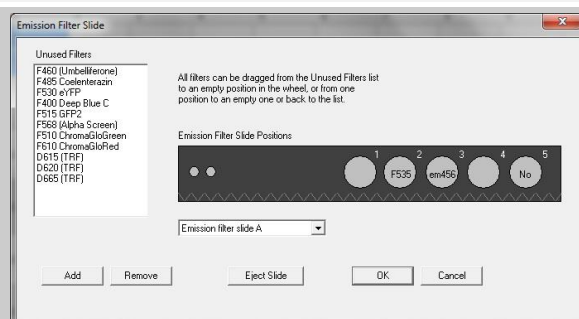 Emission Filter Slide
Unused Filters
F460 (Umbelliferone)
F485 Coelenterazin
F530 eYFP
F400 Deep Blue C
F515 GFP2
F568 (Alpha Screen)
F510 ChromaGloGreen
F610 ChromaGloRed
D615 (TRF)
D620 (TRF)
D665 (TRF)
All filters can be dragged from the Unused Filters list
to an empty position in the wheel, or from one
position to an empty one or back to the list.
Emission Filter Slide Positions
1 2 3 4 5
F535 em456 No
Emission filter slide A
Add Remove Eject Slide OK Cancel